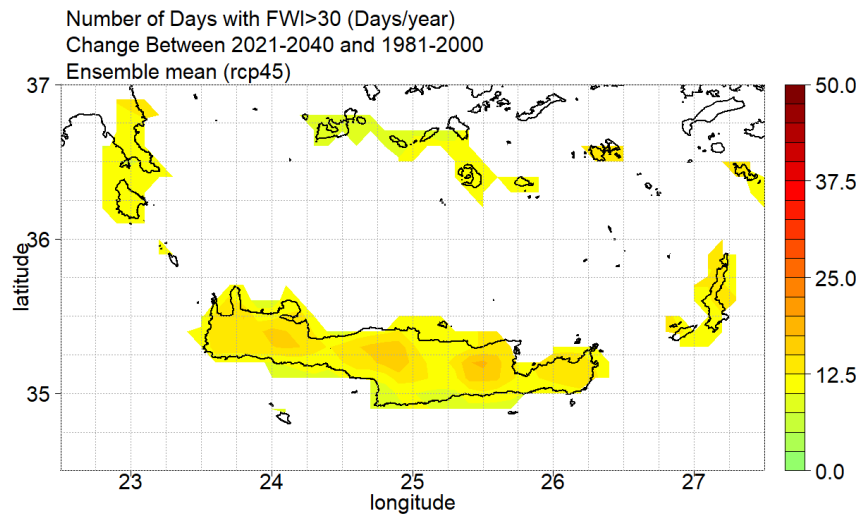 Number of Days with FWI>30 (Days/year)
Change Between 2021-2040 and 1981-2000
Ensemble mean (rcp45)
37
36
35
latitude
23 24 25 26 27
longitude
50.0
37.5
25.0
12.5
0.0